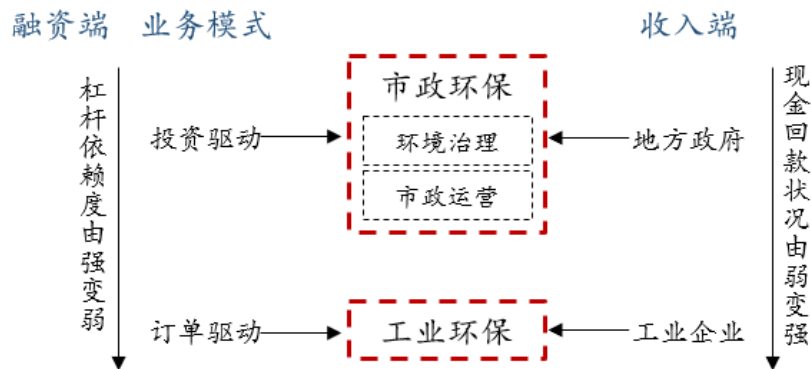 融资端 业务模式 收入端
杠杆依赖度由强变弱
投资驱动
市政环保
环境治理
市政运营
地方政府
现金回款状况由弱变强
订单驱动
工业环保
工业企业